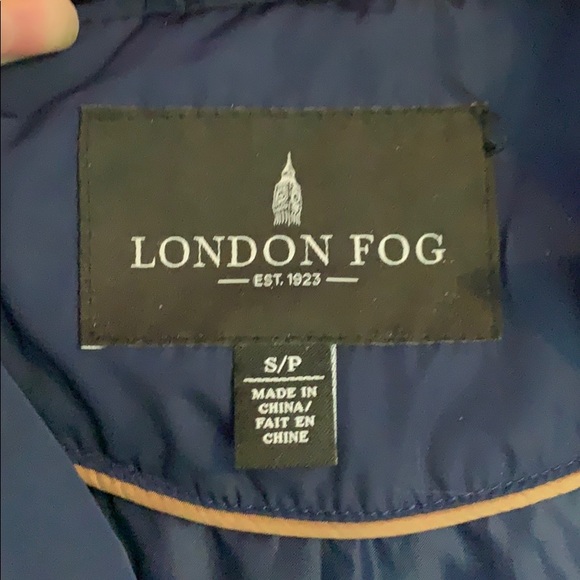 LONDON FOG
EST. 1923
S/P
MADE IN
CHINA/
FAIT EN
CHINE